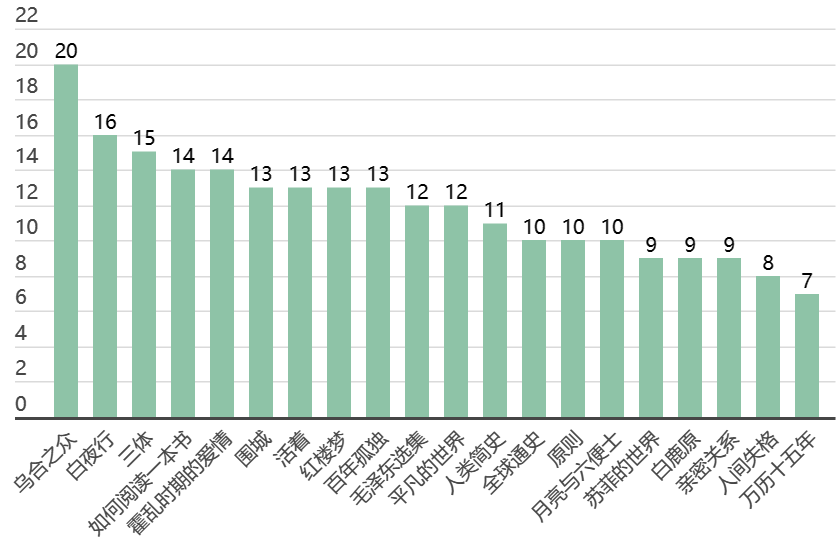 22
20
18
16
14
12
10
8
6
4
2
0
20
16
15
14
14
13
13
13
13
12
12
11
10
10
10
9
9
9
8
7
乌合之众
白夜行
三体
如何阅读一本书
霍乱时期的爱情
围城
活着
红楼梦
百年孤独
毛泽东选集
平凡的世界
人类简史
全球通史
原则
月亮与六便士
苏菲的世界
白鹿原
亲密关系
人间失格
万历十五年